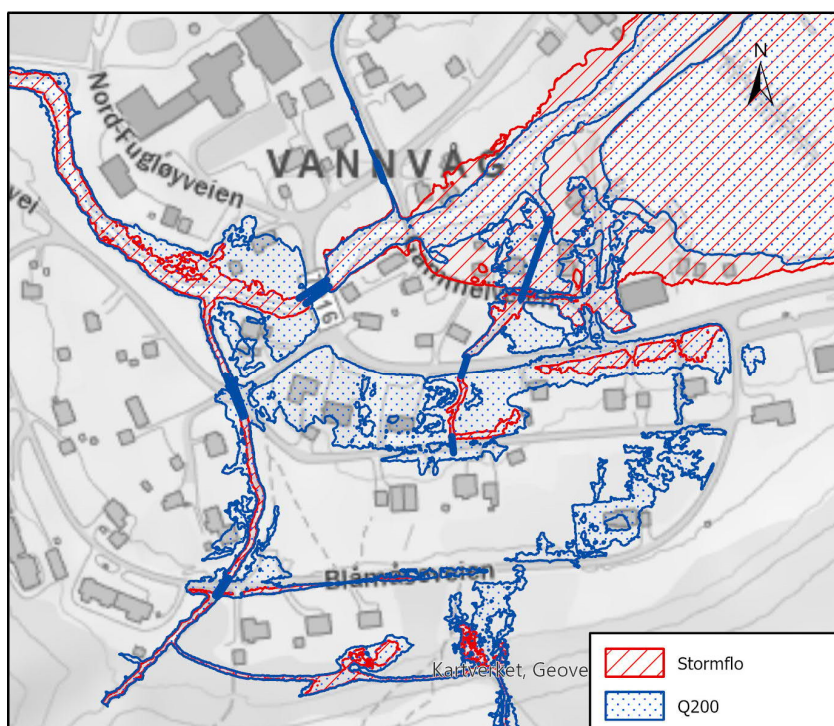 N
Nord-Fugløyveien
VANNVÅG
vei
16
Blåmyrveien
Kartverket, Geove
Stormflo
Q200